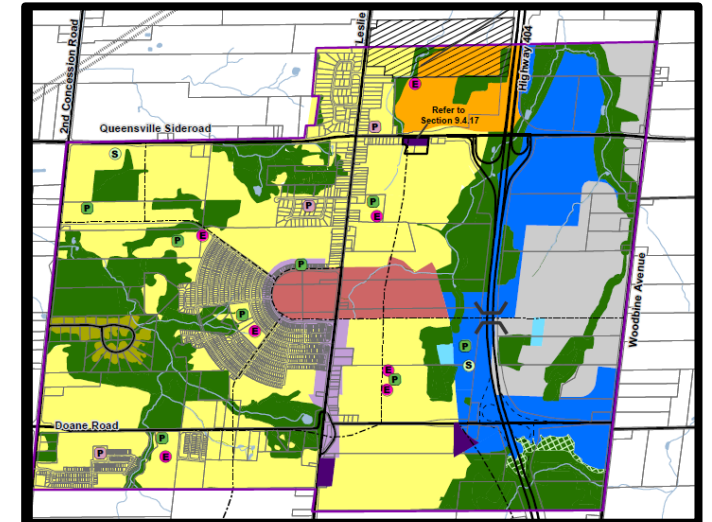 2nd Concession Road
Leslie
Highway 404
E
Refer to
Section 9.4.17
Queensville Sideroad
P
S
P
P
P
E
P
E
P
Woodbine Avenue
P
E
P
S
E
P
E
Doane Road
P
P
E